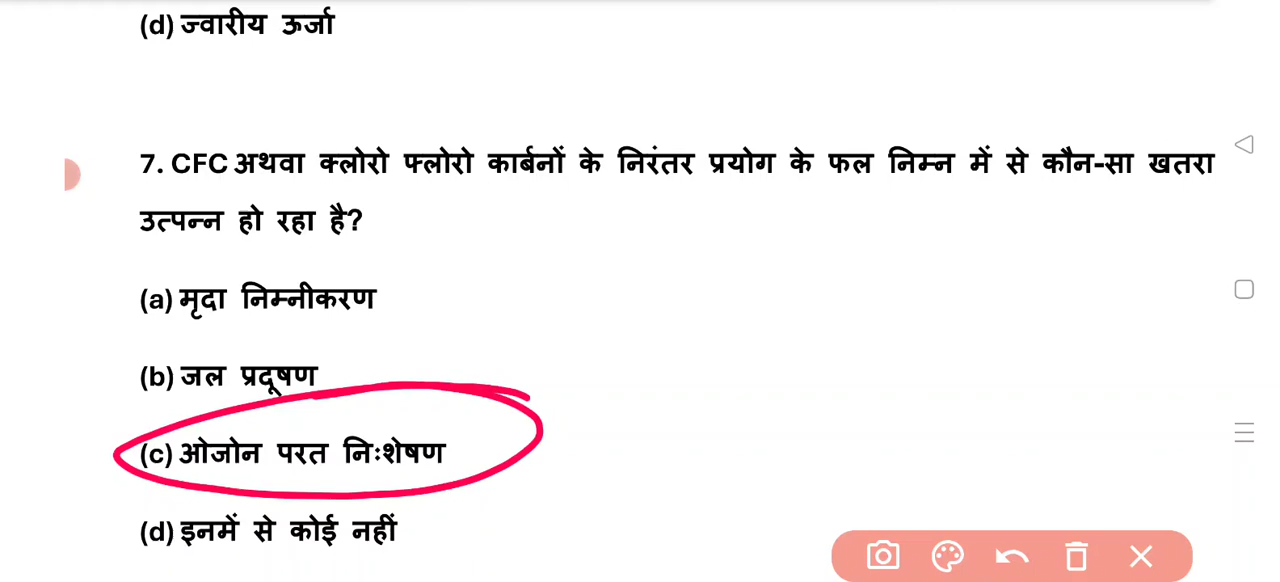 (d) ज्वारीय ऊर्जा
7. CFC अथवा क्लोरो फ्लोरो कार्बनों के निरंतर प्रयोग के फल निम्न में से कौन-सा खतरा
उत्पन्न हो रहा है?
(a) मृदा निम्नीकरण
(b) जल प्रदूषण
(c) ओजोन परत निःशेषण
(d) इनमें से कोई नहीं